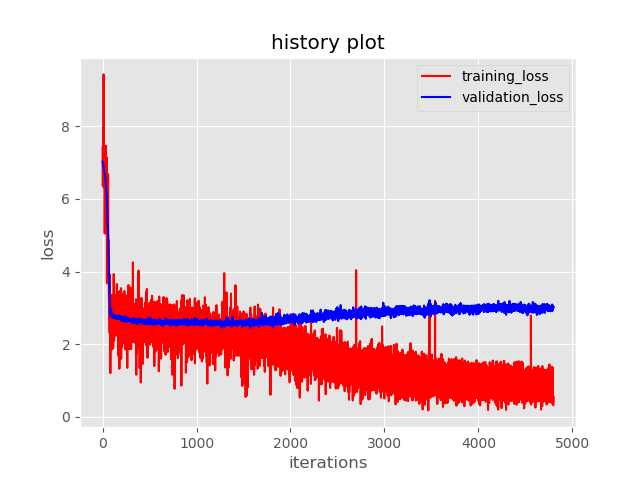 history plot
training_loss
validation_loss
loss
8
6
4
2
0
0 1000 2000 3000 4000 5000
iterations